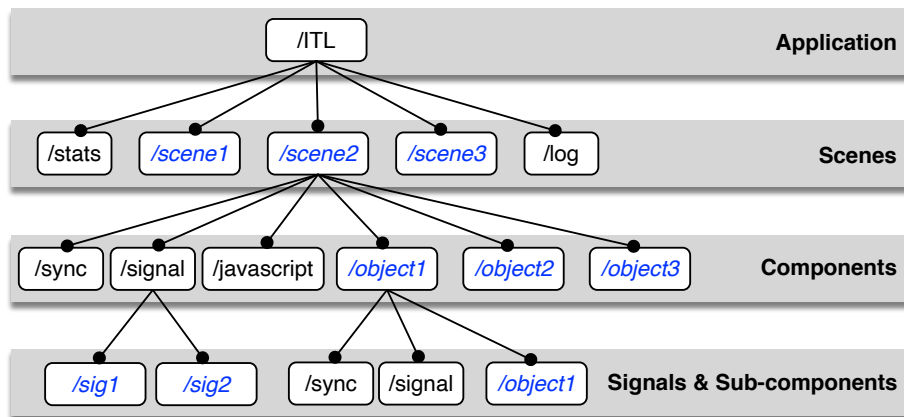 /ITL
Application
/stats /scene1 /scene2 /scene3 /log
Scenes
/sync /signal /javascript /object1 /object2 /object3
Components
/sig1 /sig2 /sync /signal /object1
Signals & Sub-components